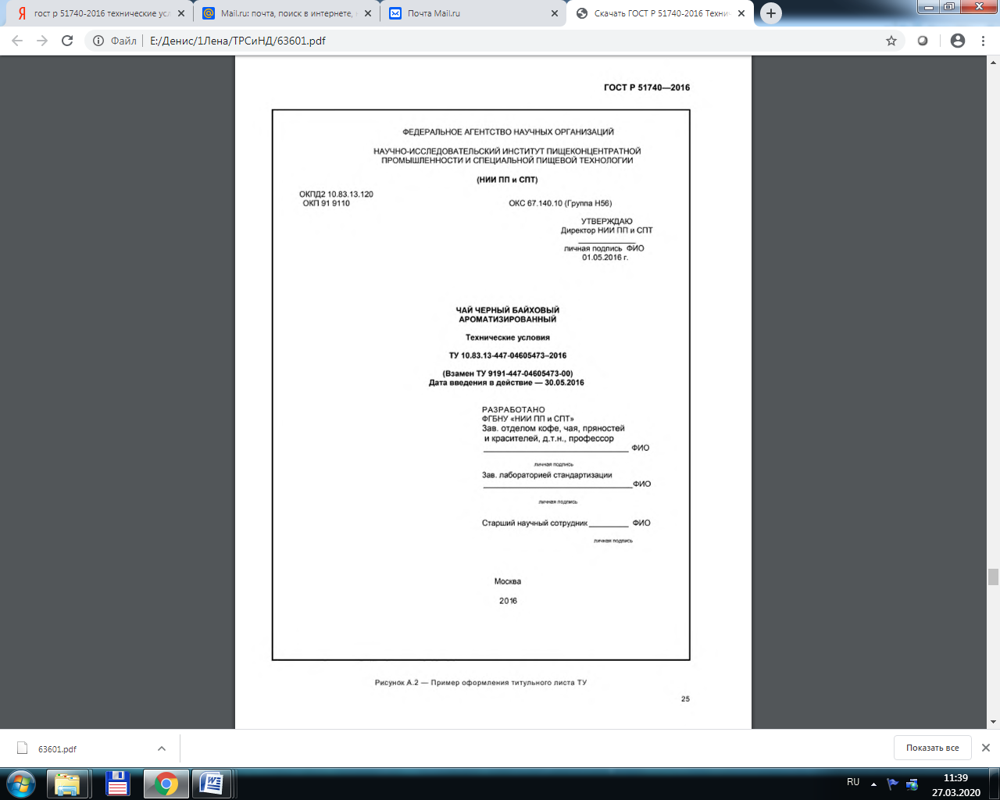 гост р 51740-2016 технические усл
Mail.ru: почта, поиск в интернете,
Почта Mail.ru
Скачать ГОСТ Р 51740-2016 Техни
Файл
E:/Денис/1Лена/ТРСиНД/63601.pdf
ГОСТ Р 51740—2016
ФЕДЕРАЛЬНОЕ АГЕНТСТВО НАУЧНЫХ ОРГАНИЗАЦИЙ
НАУЧНО-ИССЛЕДОВАТЕЛЬСКИЙ ИНСТИТУТ ПИЩЕКОНЦЕНТРАТНОЙ
ПРОМЫШЛЕННОСТИ И СПЕЦИАЛЬНОЙ ПИЩЕВОЙ ТЕХНОЛОГИИ
(НИИ ПП и СПТ)
ОКПД2 10.83.13.120
ОКП 91 9110
ОКС 67.140.10 (Группа Н56)
УТВЕРЖДАЮ
Директор НИИ ПП и СПТ
личная подпись ФИО
01.05.2016 г.
ЧАЙ ЧЕРНЫЙ БАЙХОВЫЙ
АРОМАТИЗИРОВАННЫЙ
Технические условия
ТУ 10.83.13-447-04605473–2016
(Взамен ТУ 9191-447-04605473-00)
Дата введения в действие — 30.05.2016
РАЗРАБОТАНО
ФГБНУ «НИИ ПП и СПТ»
Зав. отделом кофе, чая, пряностей
и красителей, д.т.н., профессор
ФИО
личная подпись
Зав. лабораторией стандартизации
ФИО
личная подпись
Старший научный сотрудник ФИО
личная подпись
Москва
2016
Рисунок А.2 — Пример оформления титульного листа ТУ
25
63601.pdf
Показать все
RU
11:39
27.03.2020